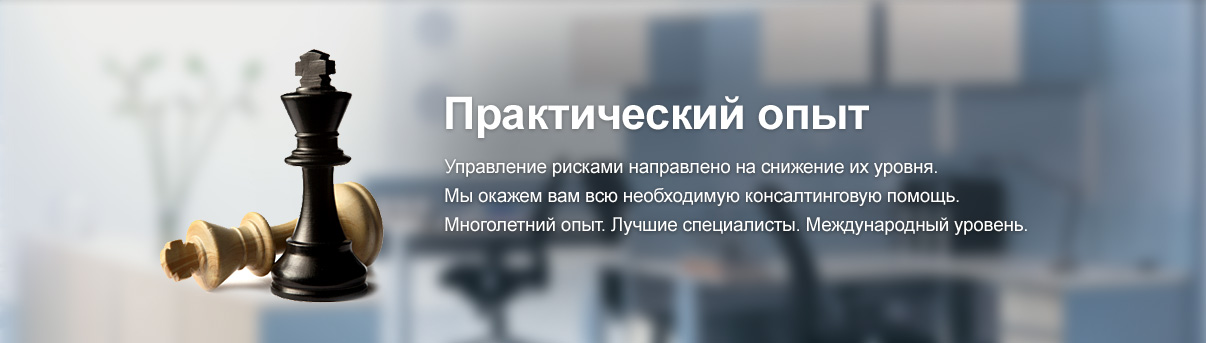 Практический опыт
Управление рисками направлено на снижение их уровня.
Мы окажем вам всю необходимую консалтинговую помощь.
Многолетний опыт. Лучшие специалисты. Международный уровень.